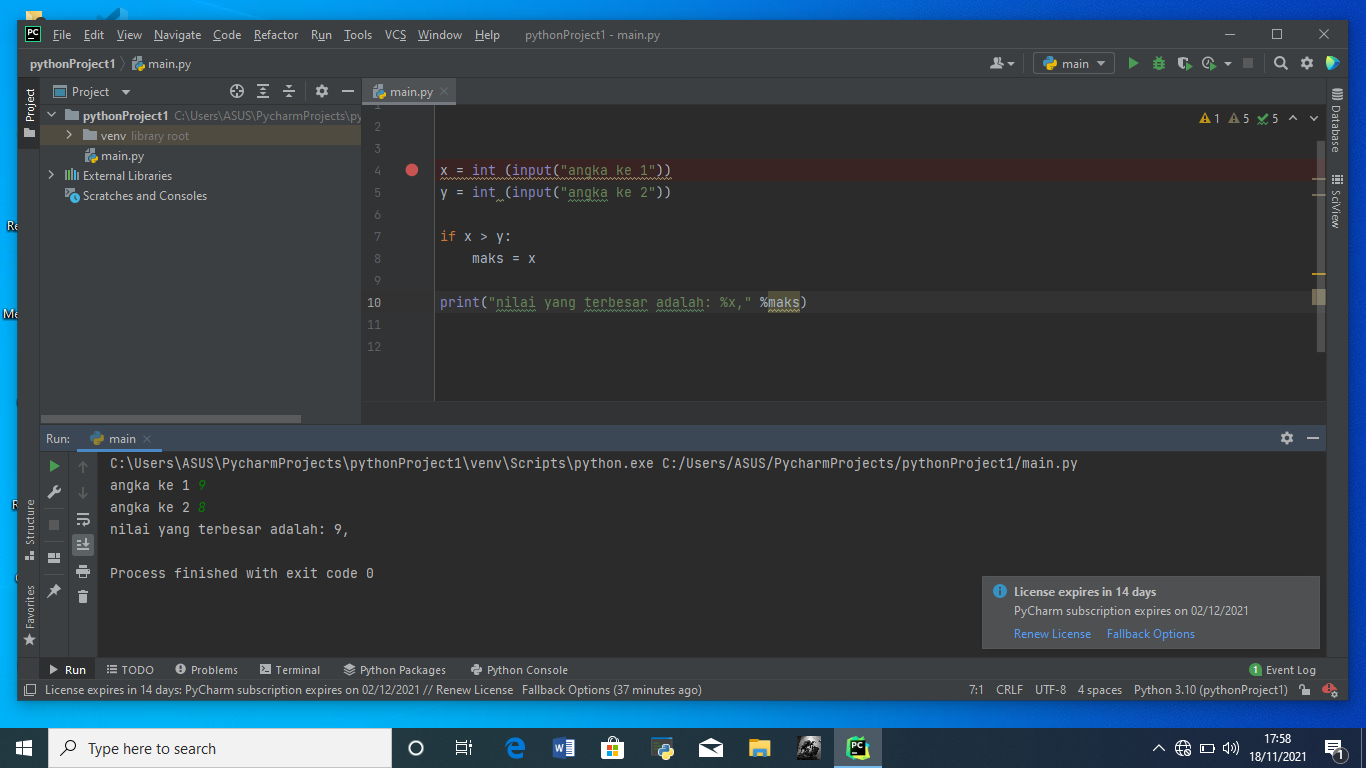 PC File Edit View Navigate Code Refactor Run Tools VCS Window Help pythonProject1 - main.py
pythonProject1 main.py main
Project
Project main.py
pythonProject1 C:\Users\ASUS\PycharmProjects\py
venv library root
main.py
External Libraries
Scratches and Consoles
1
2
3
4 x = int (input("angka ke 1"))
5 y = int (input("angka ke 2"))
6
7 if x > y:
8 maks = x
9
10 print("nilai yang terbesar adalah: %x," %maks)
11
12
1 5 5
Database
SciView
Re
Me
Run: main
C:\Users\ASUS\PycharmProjects\pythonProject1\venv\Scripts\python.exe C:/Users/ASUS/PycharmProjects/pythonProject1/main.py
angka ke 1 9
angka ke 2 8
nilai yang terbesar adalah: 9,
Process finished with exit code 0
Structure
Favorites
License expires in 14 days
PyCharm subscription expires on 02/12/2021
Renew License Fallback Options
Run TODO Problems Terminal Python Packages Python Console 1 Event Log
License expires in 14 days: PyCharm subscription expires on 02/12/2021 // Renew License Fallback Options (37 minutes ago) 7:1 CRLF UTF-8 4 spaces Python 3.10 (pythonProject1)
Type here to search
PC
17:58
18/11/2021
1